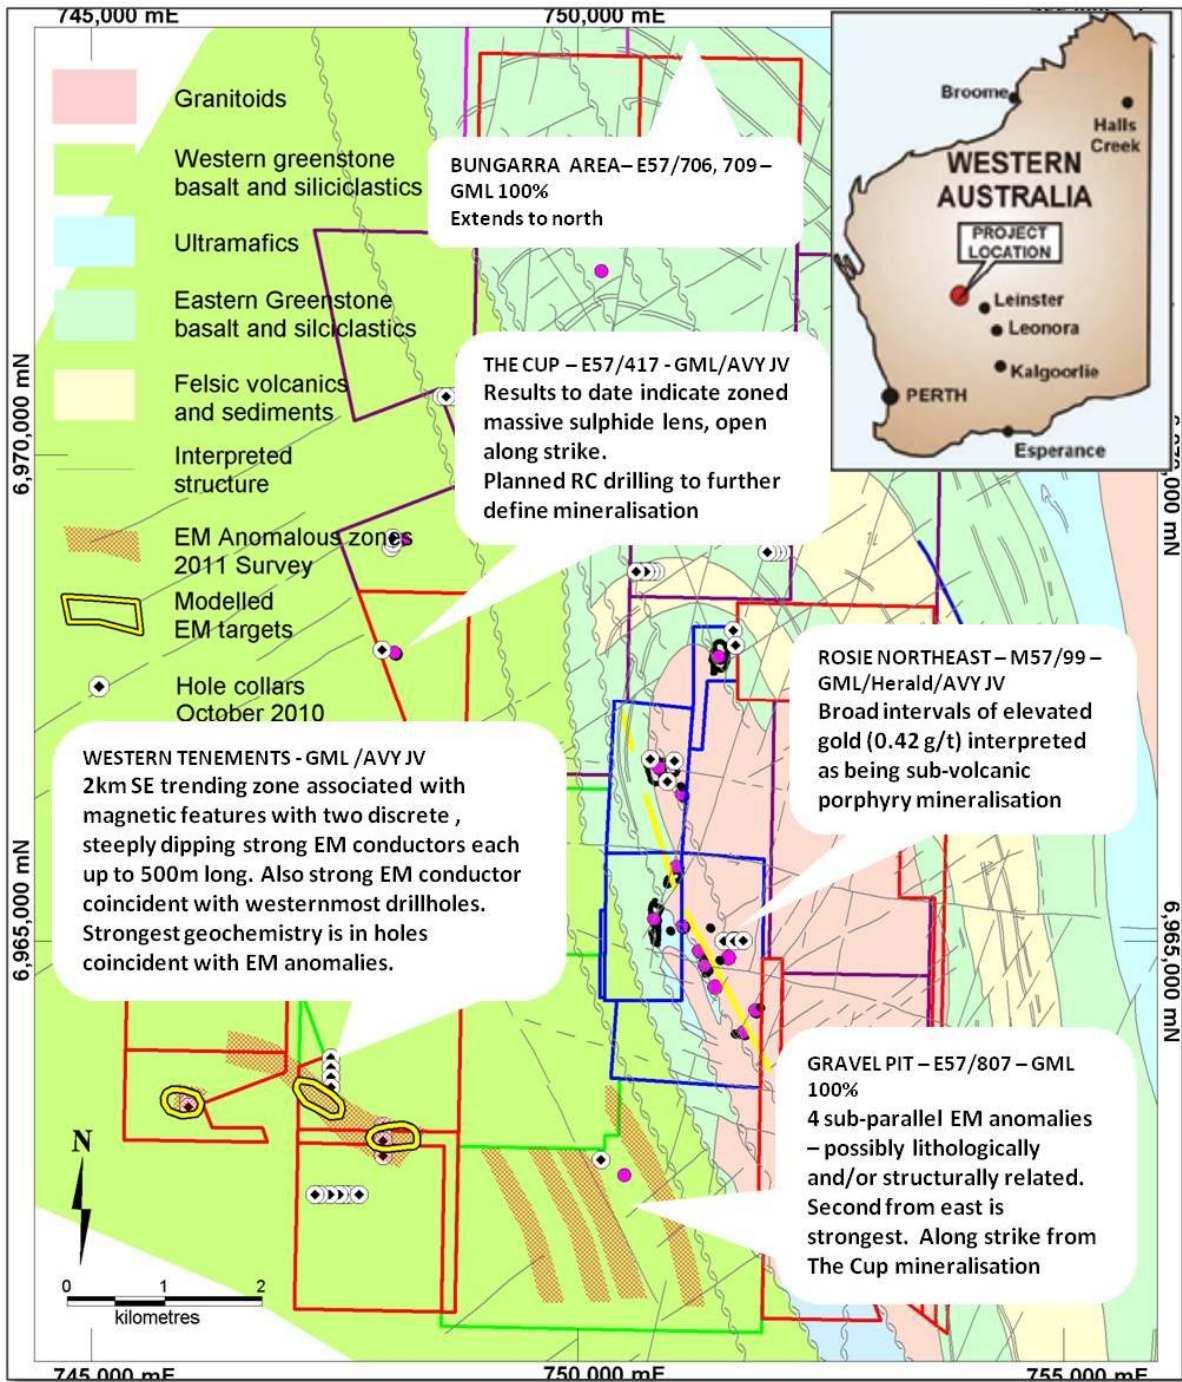 745,000 mE
750,000 mE
Granitoids
Western greenstone
basalt and siliciclastics
Ultramafics
Eastern Greenstone
basalt and silciclastics
Felsic volcanics
and sediments
Interpreted
structure
EM Anomalous zones
2011 Survey
Modelled
EM targets
Hole collars
October 2010
BUNGARRA AREA– E57/706, 709 –
GML 100%
Extends to north
THE CUP – E57/417 - GML/AVY JV
Results to date indicate zoned
massive sulphide lens, open
along strike.
Planned RC drilling to further
define mineralisation
Broome
Halls
Creek
WESTERN
AUSTRALIA
PROJECT
LOCATION
Leinster
Leonora
Kalgoorlie
PERTH
Esperance
6,970,000 mN
mN
ROSIE NORTHEAST – M57/99 –
GML/Herald/AVY JV
Broad intervals of elevated
gold (0.42 g/t) interpreted
as being sub-volcanic
porphyry mineralisation
WESTERN TENEMENTS - GML /AVY JV
2km SE trending zone associated with
magnetic features with two discrete ,
steeply dipping strong EM conductors each
up to 500m long. Also strong EM conductor
coincident with westernmost drillholes.
Strongest geochemistry is in holes
coincident with EM anomalies.
6,965,000 mN
6,965,000 mN
GRAVEL PIT – E57/807 – GML
100%
4 sub-parallel EM anomalies
– possibly lithologically
and/or structurally related.
Second from east is
strongest. Along strike from
The Cup mineralisation
N
0 1 2
kilometres
745,000 mE
750,000 mE
755,000 mE